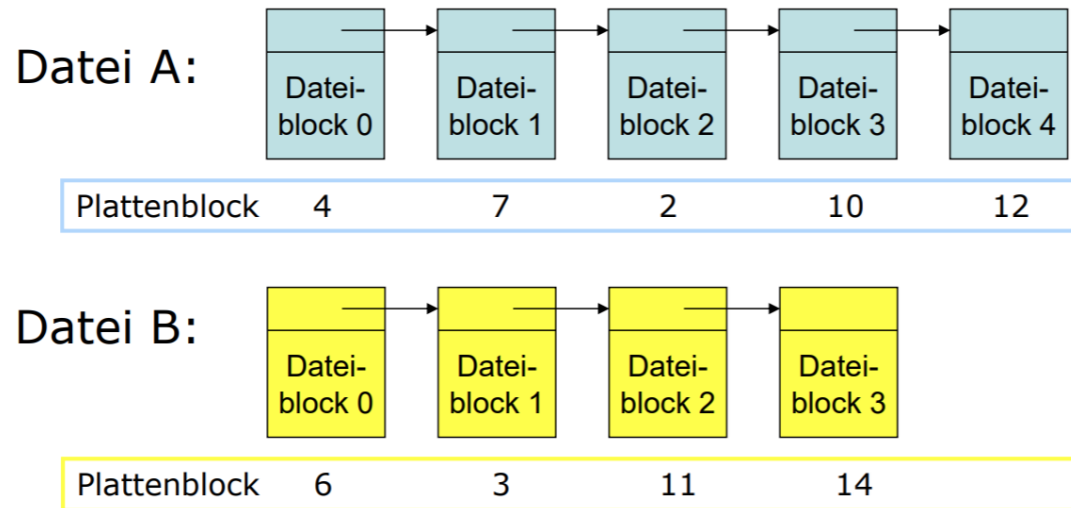 Datei A:
Datei- Datei- Datei- Datei- Datei-
block 0 block 1 block 2 block 3 block 4
Plattenblock 4 7 2 10 12
Datei B:
Datei- Datei- Datei- Datei-
block 0 block 1 block 2 block 3
Plattenblock 6 3 11 14